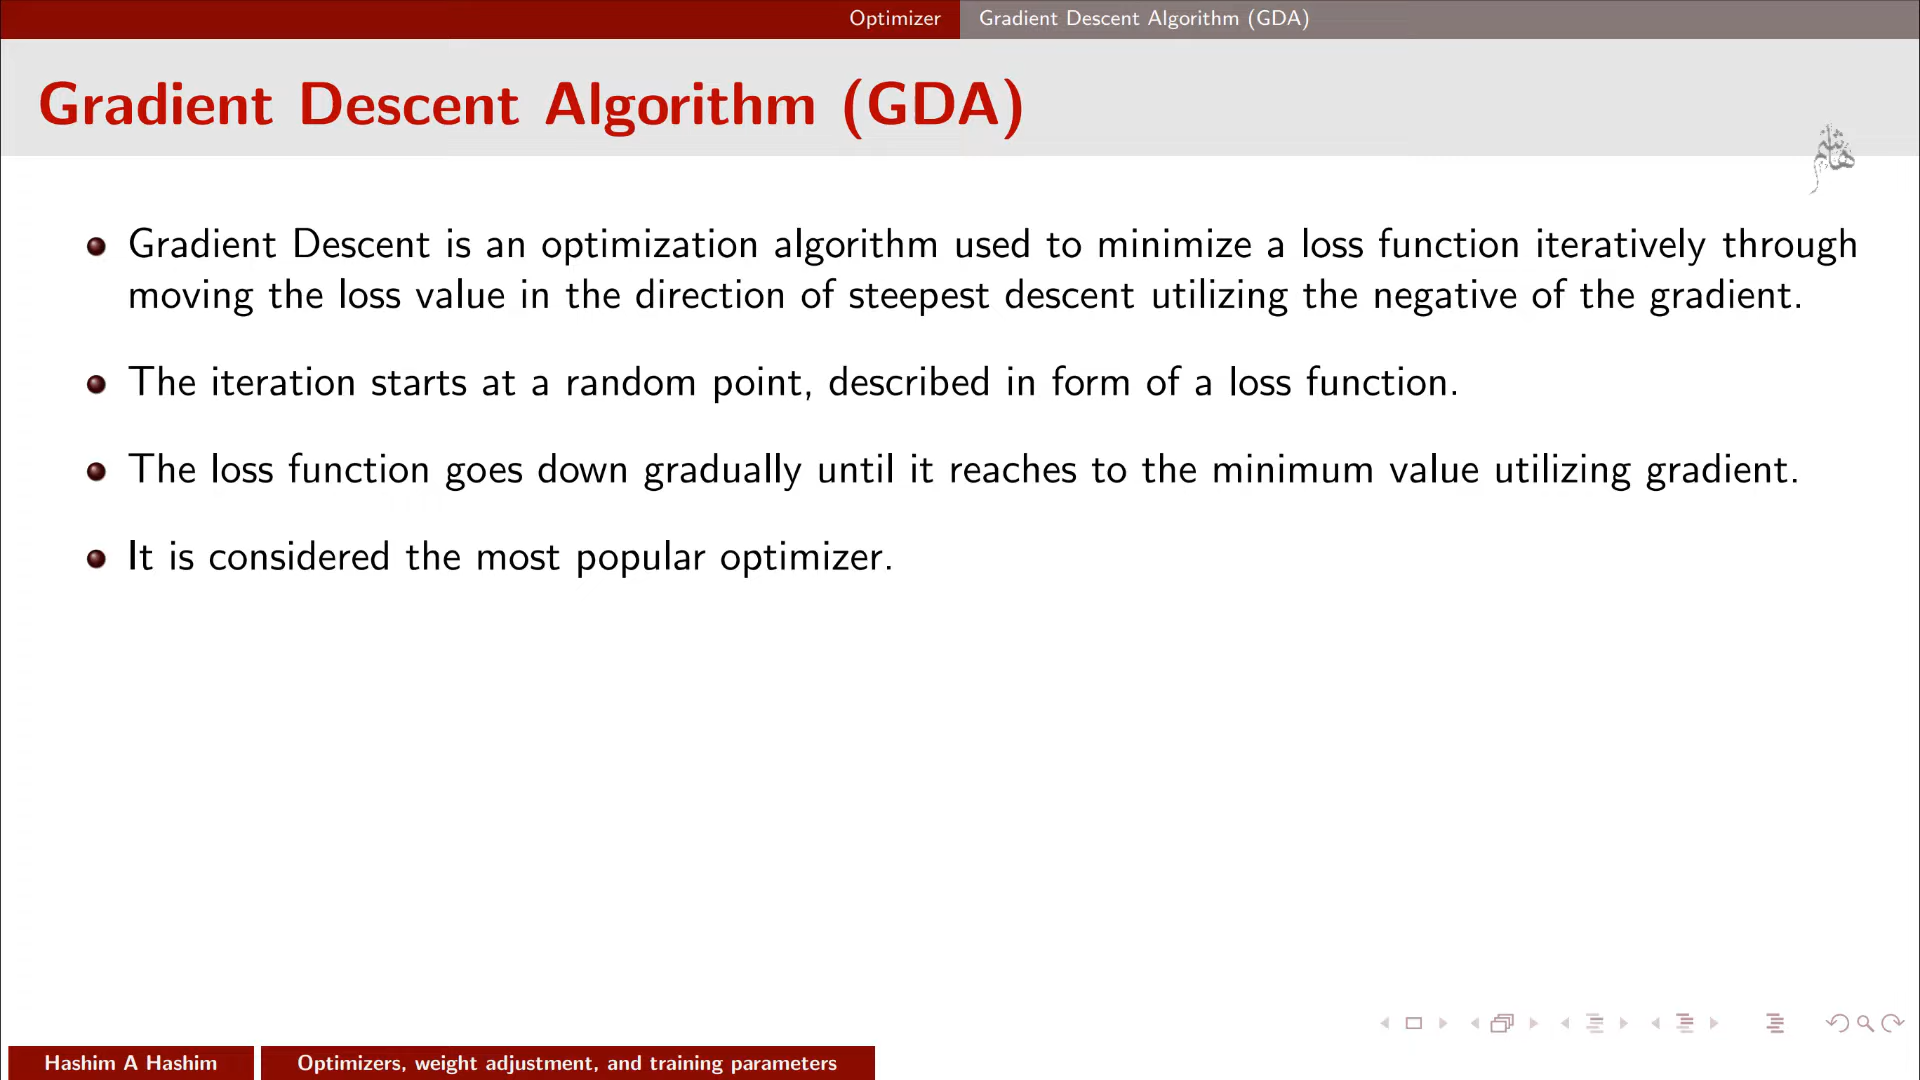 Optimizer
Gradient Descent Algorithm (GDA)
Gradient Descent Algorithm (GDA)
هاشم
Gradient Descent is an optimization algorithm used to minimize a loss function iteratively through
moving the loss value in the direction of steepest descent utilizing the negative of the gradient.
The iteration starts at a random point, described in form of a loss function.
The loss function goes down gradually until it reaches to the minimum value utilizing gradient.
It is considered the most popular optimizer.
Hashim A Hashim
Optimizers, weight adjustment, and training parameters